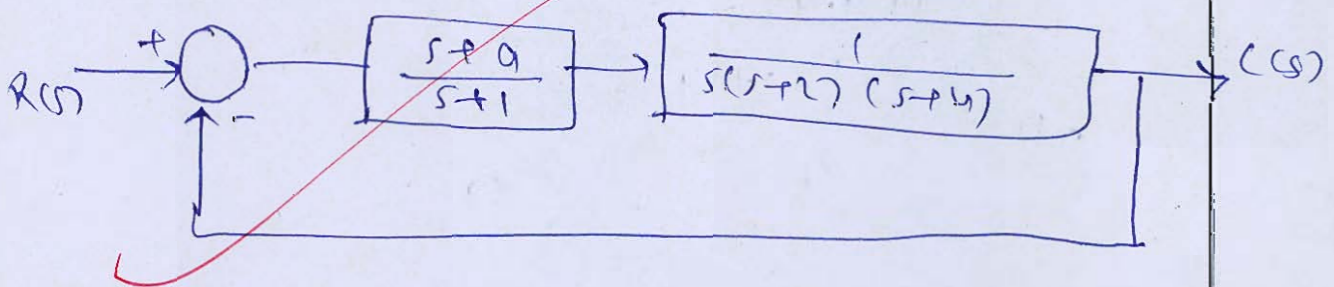 R(s) + - s+a / s+1 1 / s(s+2)(s+4) C(s)